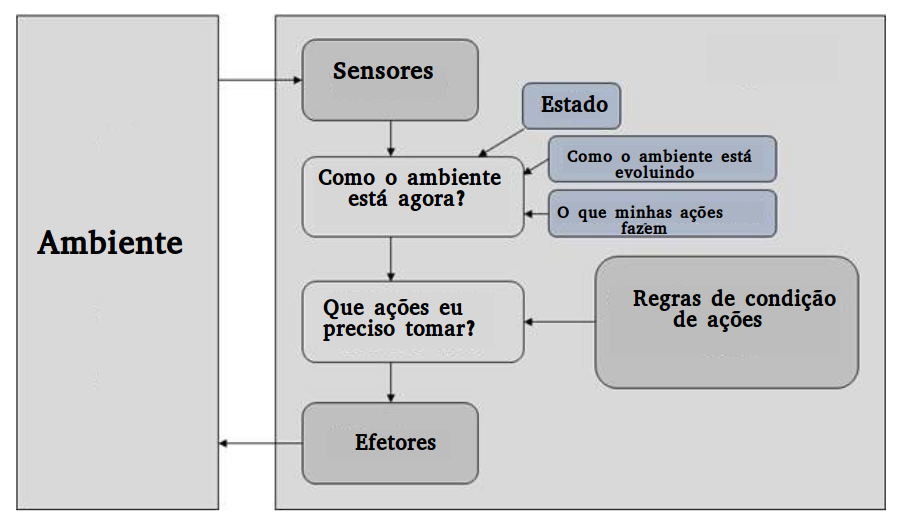 Sensores
Estado
Como o ambiente está
evoluindo
Como o ambiente
está agora?
O que minhas ações
fazem
Ambiente
Que ações eu
preciso tomar?
Regras de condição
de ações
Efetores